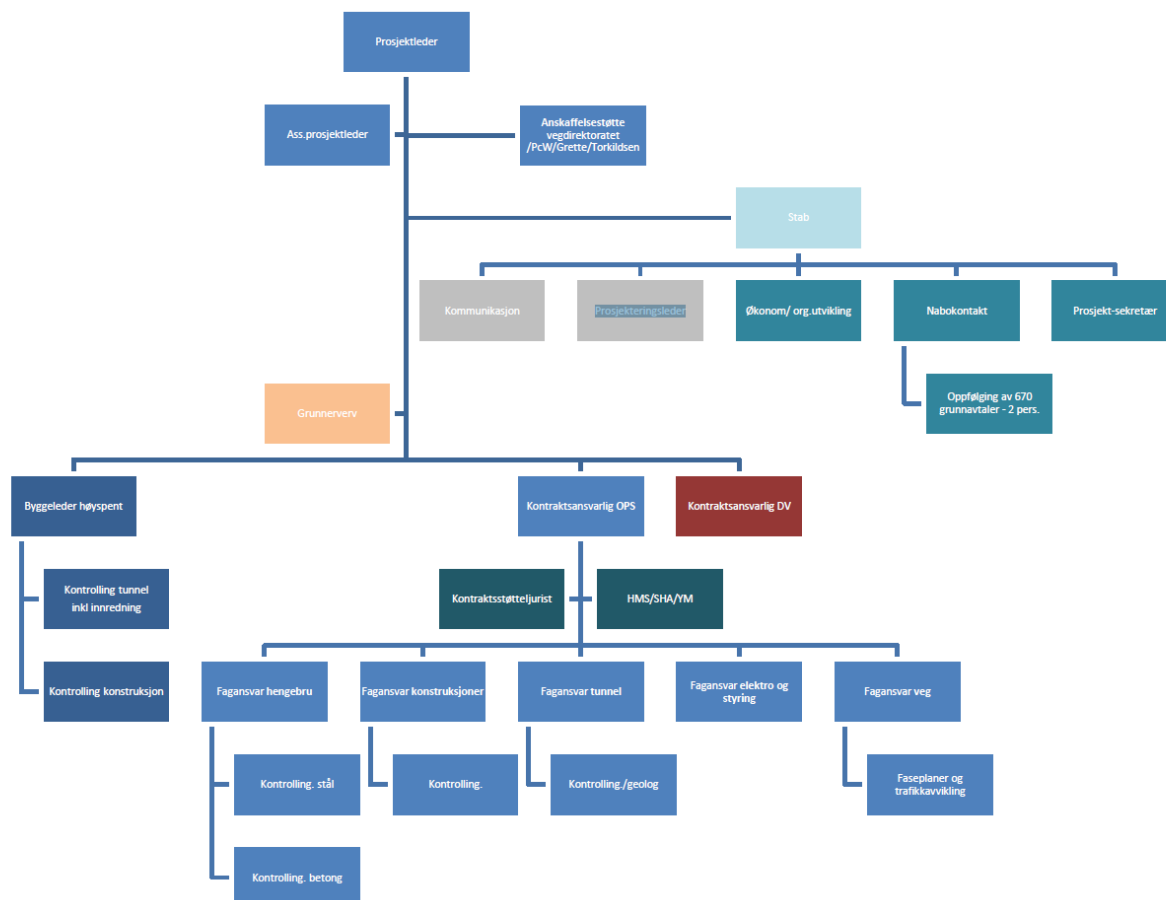 Prosjektleder
Ass.prosjektleder
Anskaffelsestøtte
vegdirektoratet
/PcW/Grette/Torkildsen
Stab
Kommunikasjon
Prosjekteringsleder
Økonom/ org.utvikling
Nabokontakt
Prosjekt-sekretær
Oppfølging av 670
grunnavtaler - 2 pers.
Grunnerverv
Byggeleder høyspent
Kontraktsansvarlig OPS
Kontraktsansvarlig DV
Kontrolling tunnel
inkl innredning
Kontraktsstøtteljurist
HMS/SHA/YM
Kontrolling konstruksjon
Fagansvar hengebru
Fagansvar konstruksjoner
Fagansvar tunnel
Fagansvar elektro og
styring
Fagansvar veg
Kontrolling. stål
Kontrolling.
Kontrolling./geolog
Faseplaner og
trafikkavvikling
Kontrolling. betong